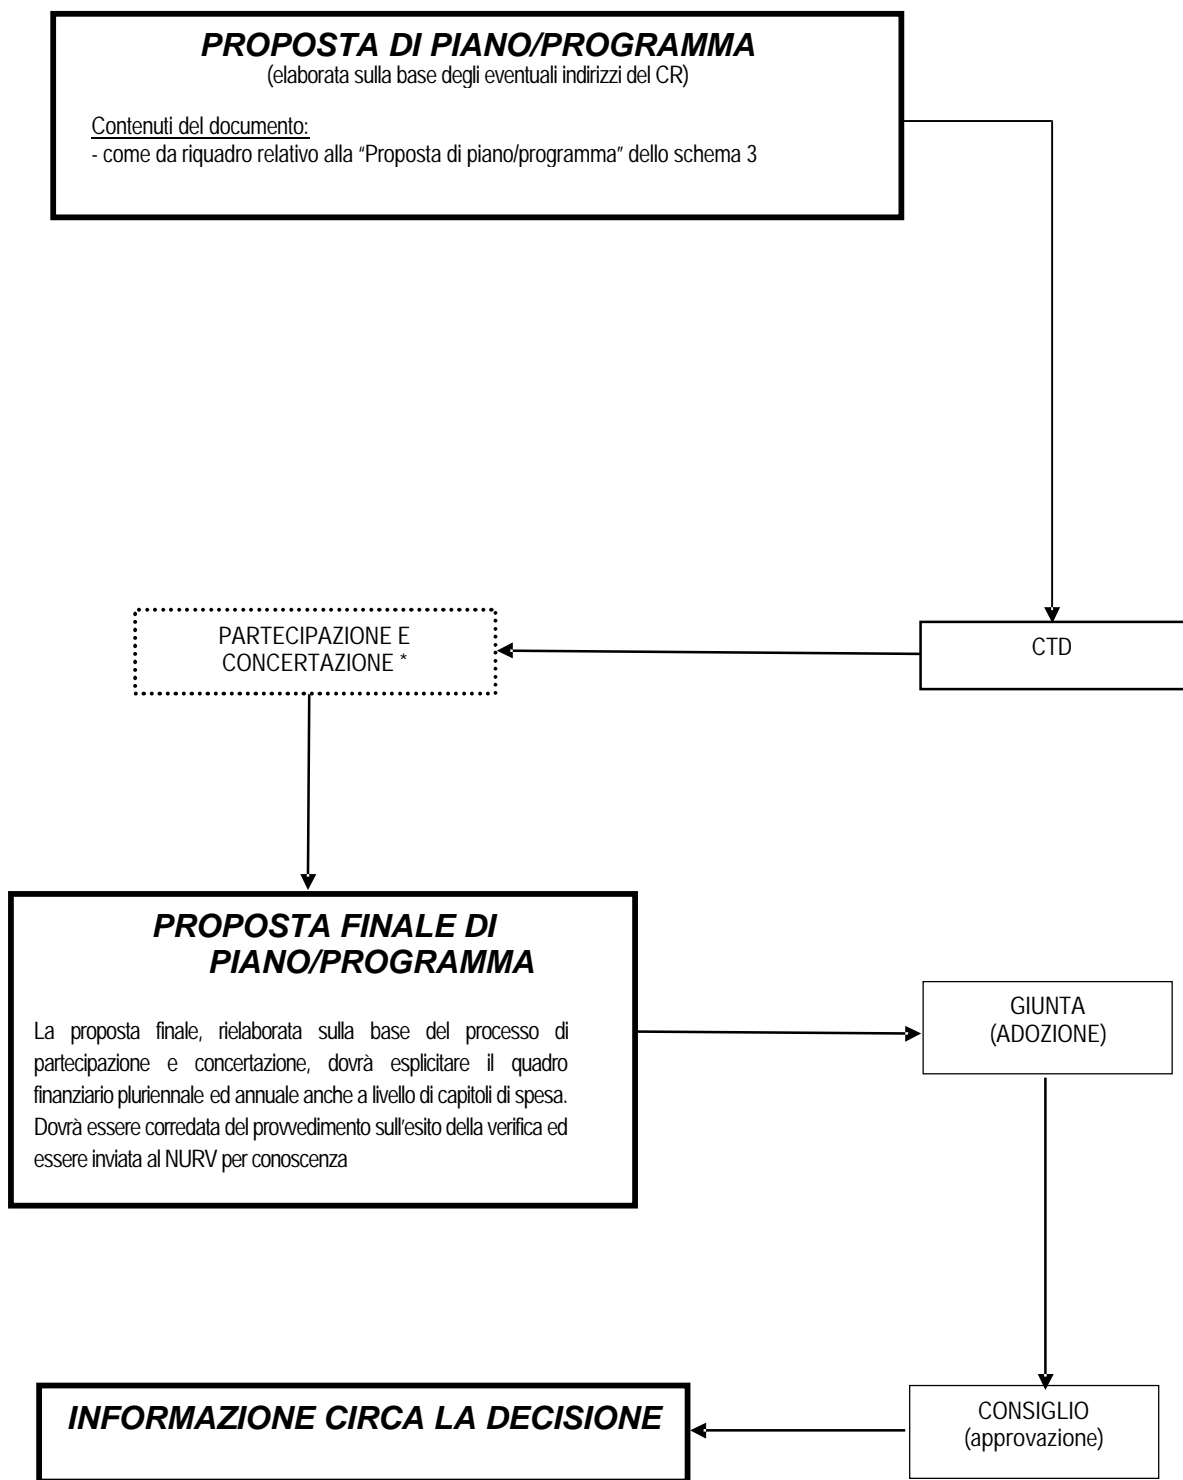 PROPOSTA DI PIANO/PROGRAMMA
(elaborata sulla base degli eventuali indirizzi del CR)
Contenuti del documento:
- come da riquadro relativo alla “Proposta di piano/programma” dello schema 3
PARTECIPAZIONE E
CONCERTAZIONE *
CTD
PROPOSTA FINALE DI
PIANO/PROGRAMMA
La proposta finale, rielaborata sulla base del processo di
partecipazione e concertazione, dovrà esplicitare il quadro
finanziario pluriennale ed annuale anche a livello di capitoli di spesa.
Dovrà essere corredata del provvedimento sull’esito della verifica ed
essere inviata al NURV per conoscenza
GIUNTA
(ADOZIONE)
INFORMAZIONE CIRCA LA DECISIONE
CONSIGLIO
(approvazione)